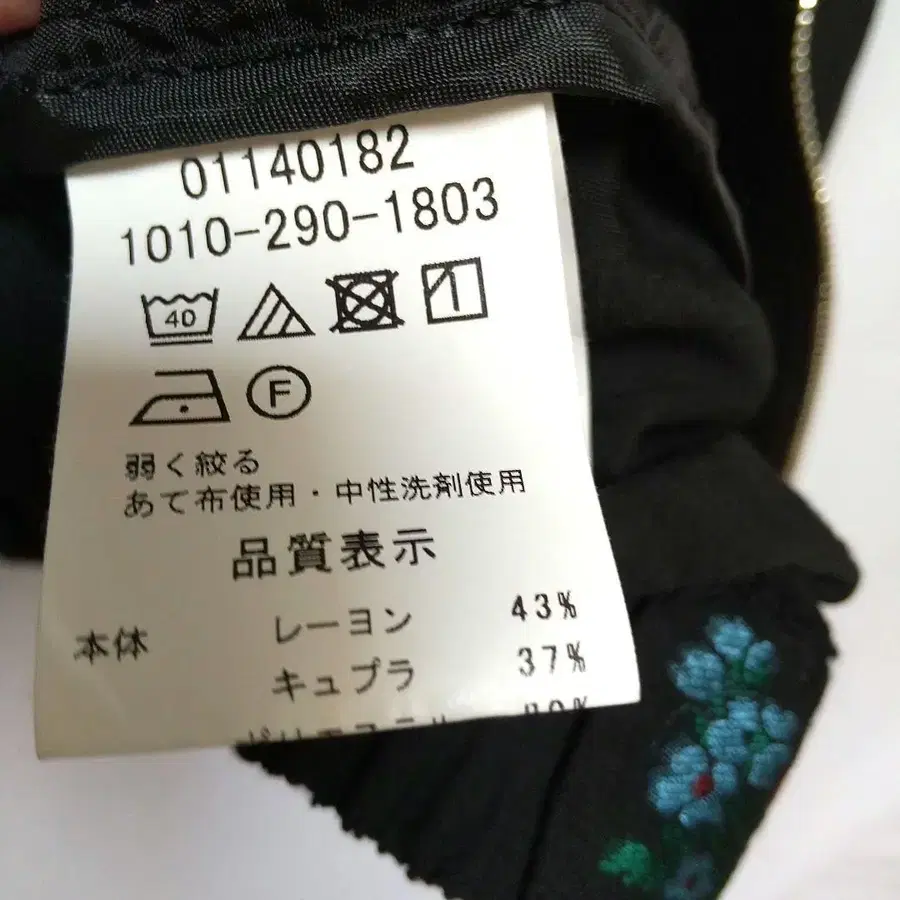 01140182
1010-290-1803
40
F
弱く絞る
あて布使用・中性洗剤使用
品質表示
本体 レーヨン 43%
キュプラ 37%